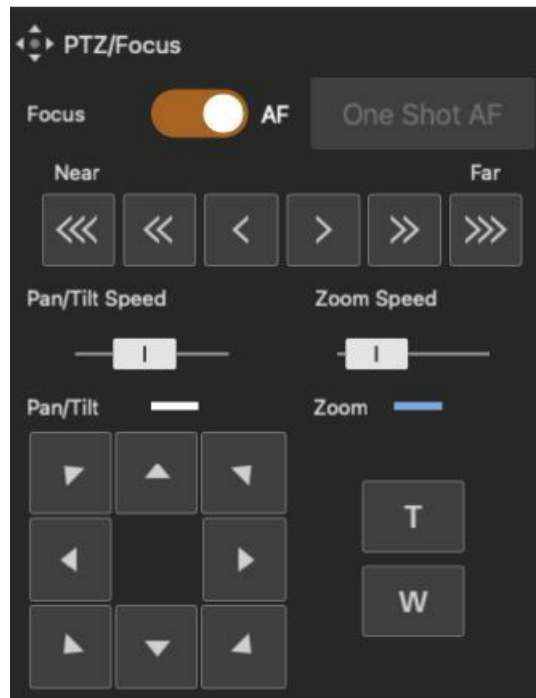 PTZ/Focus
Focus AF One Shot AF
Near Far
Pan/Tilt Speed Zoom Speed
Pan/Tilt Zoom
T
W